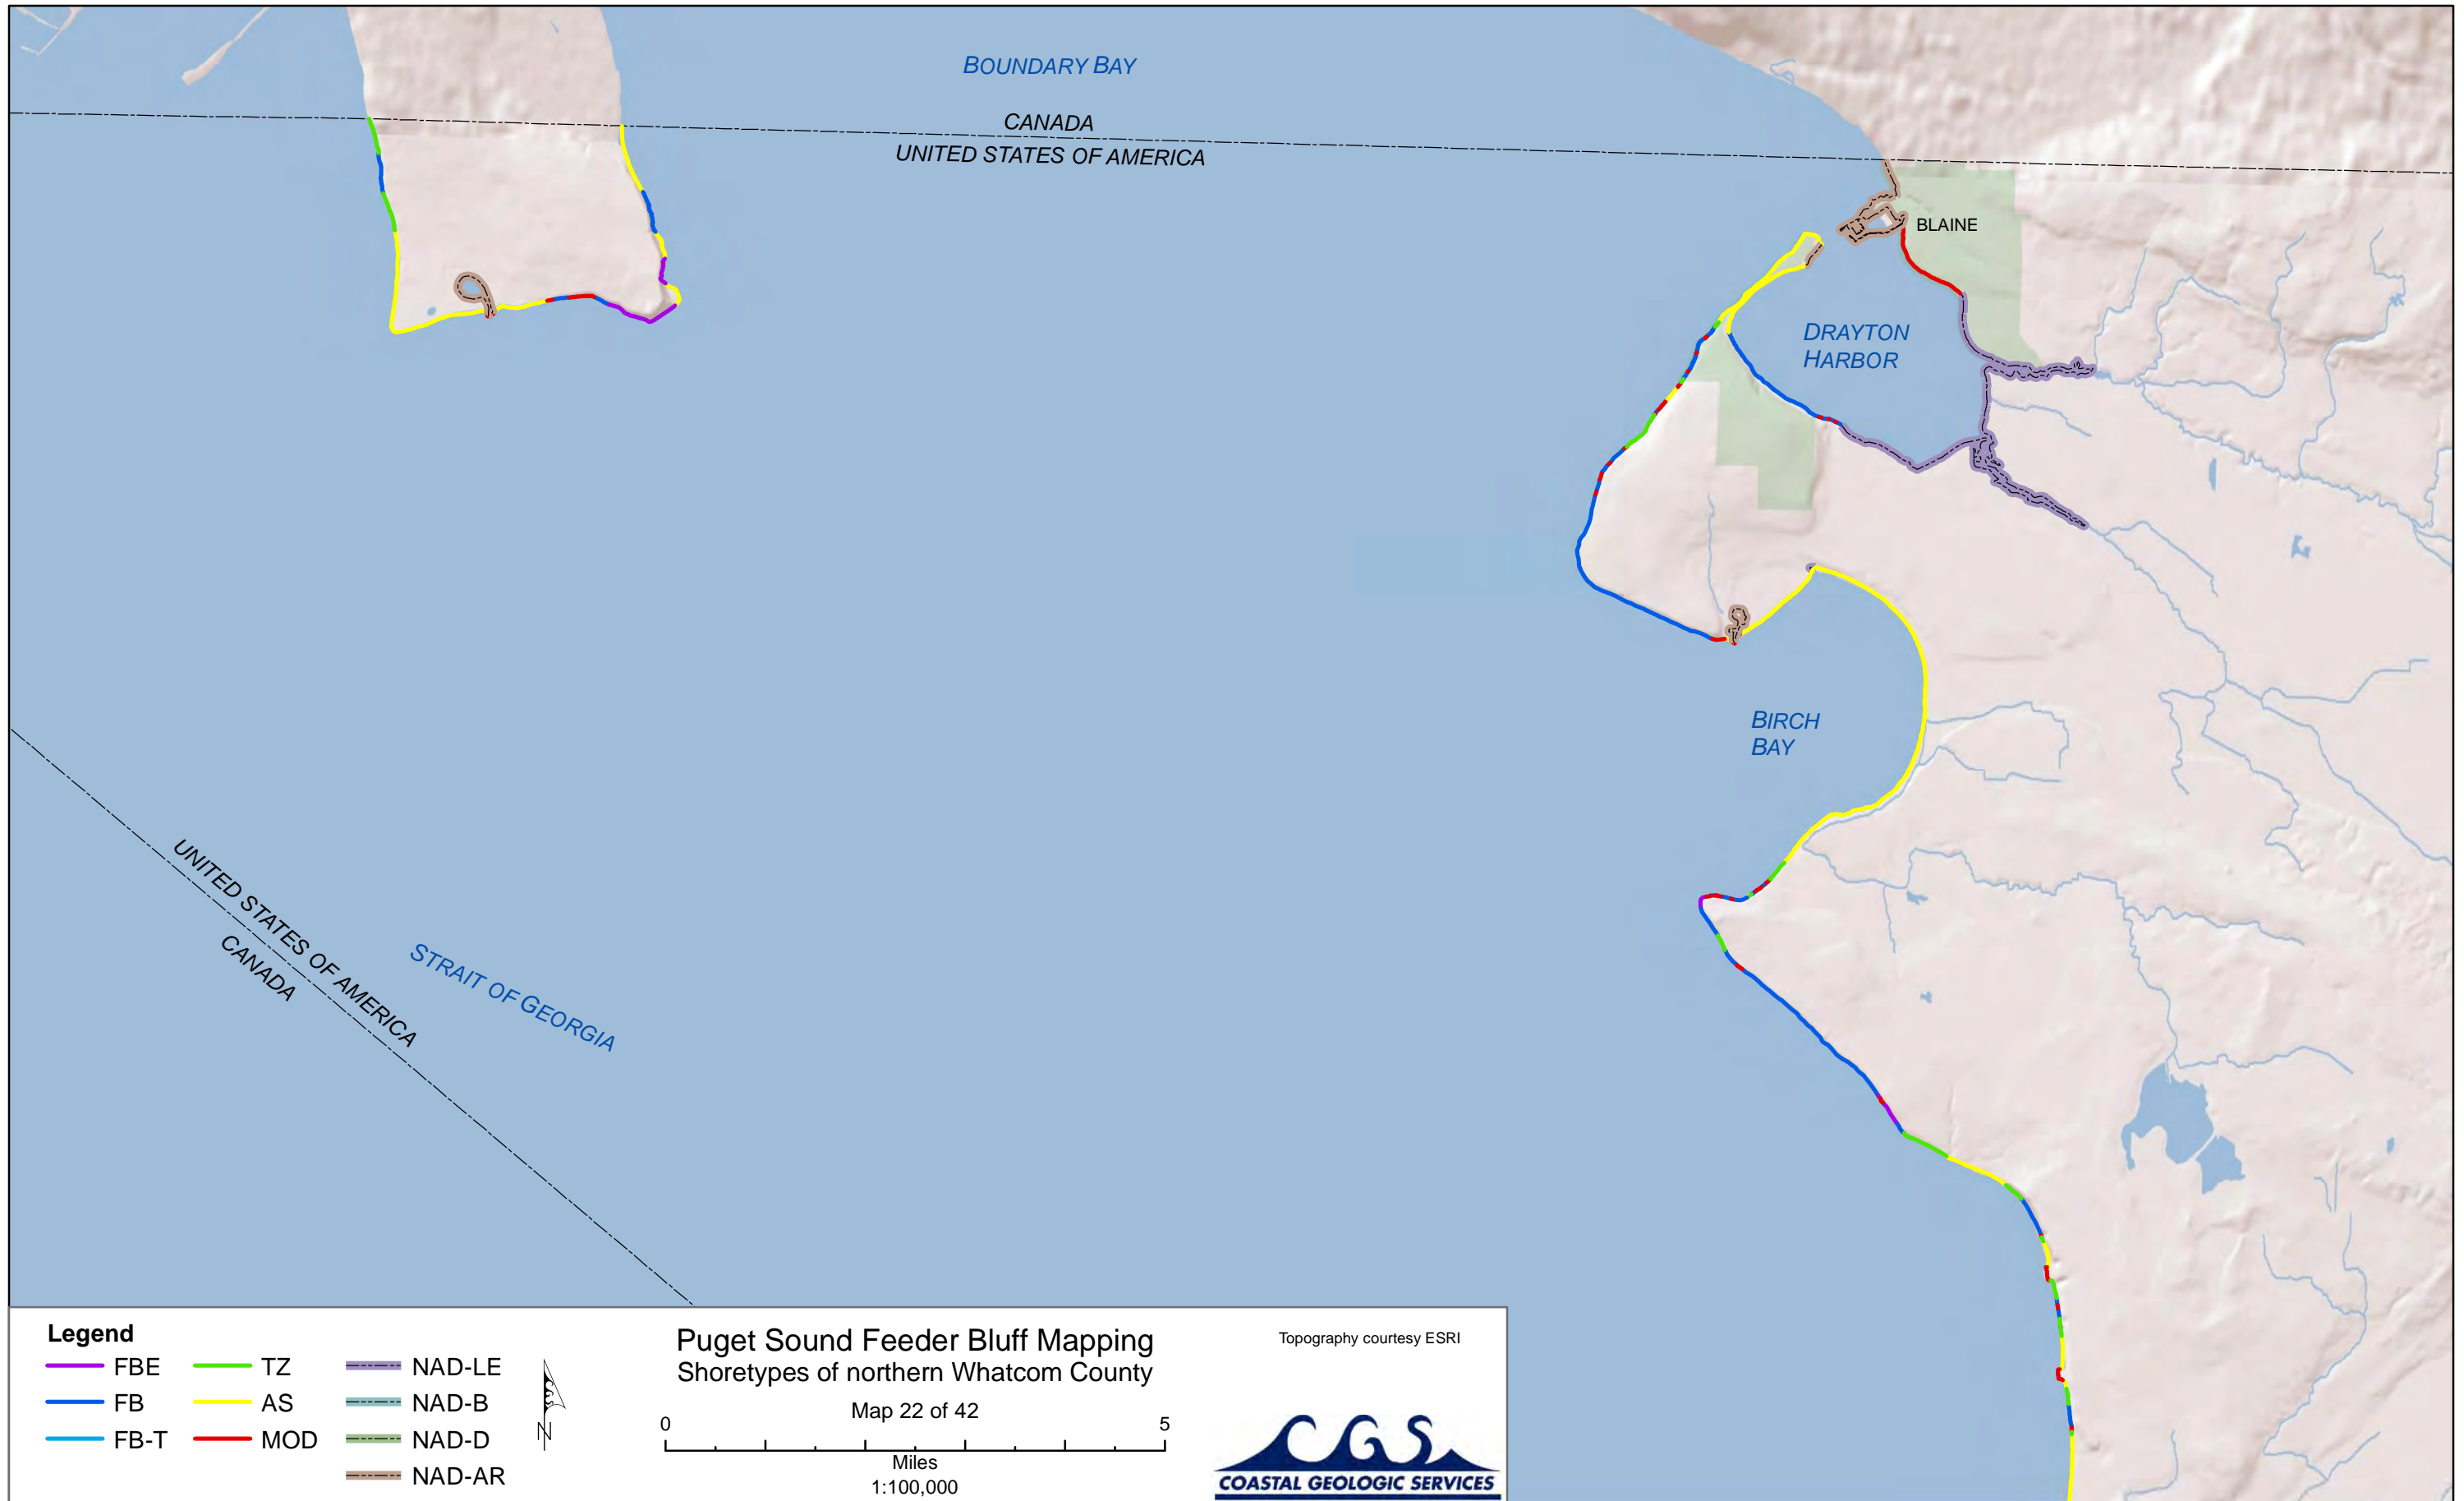 BOUNDARY BAY
CANADA
UNITED STATES OF AMERICA
BLAINE
DRAYTON
HARBOR
BIRCH
BAY
UNITED STATES OF AMERICA
CANADA
STRAIT OF GEORGIA
Legend
FBE
FB
FB-T
TZ
AS
MOD
NAD-LE
NAD-B
NAD-D
NAD-AR
CGS
N
Puget Sound Feeder Bluff Mapping
Shoretypes of northern Whatcom County
Map 22 of 42
0 5
Miles
1:100,000
Topography courtesy ESRI
CGS
COASTAL GEOLOGIC SERVICES